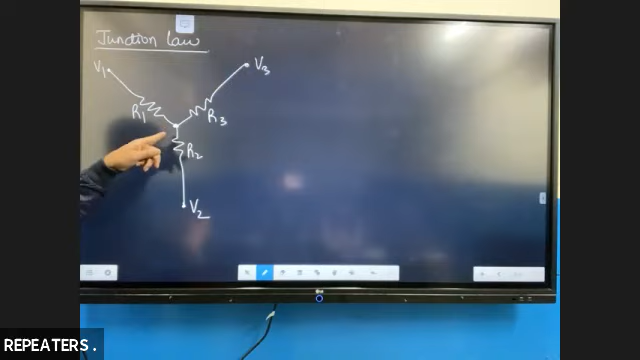 Junction law
V1
V3
R1
R3
R2
V2
REPEATERS.